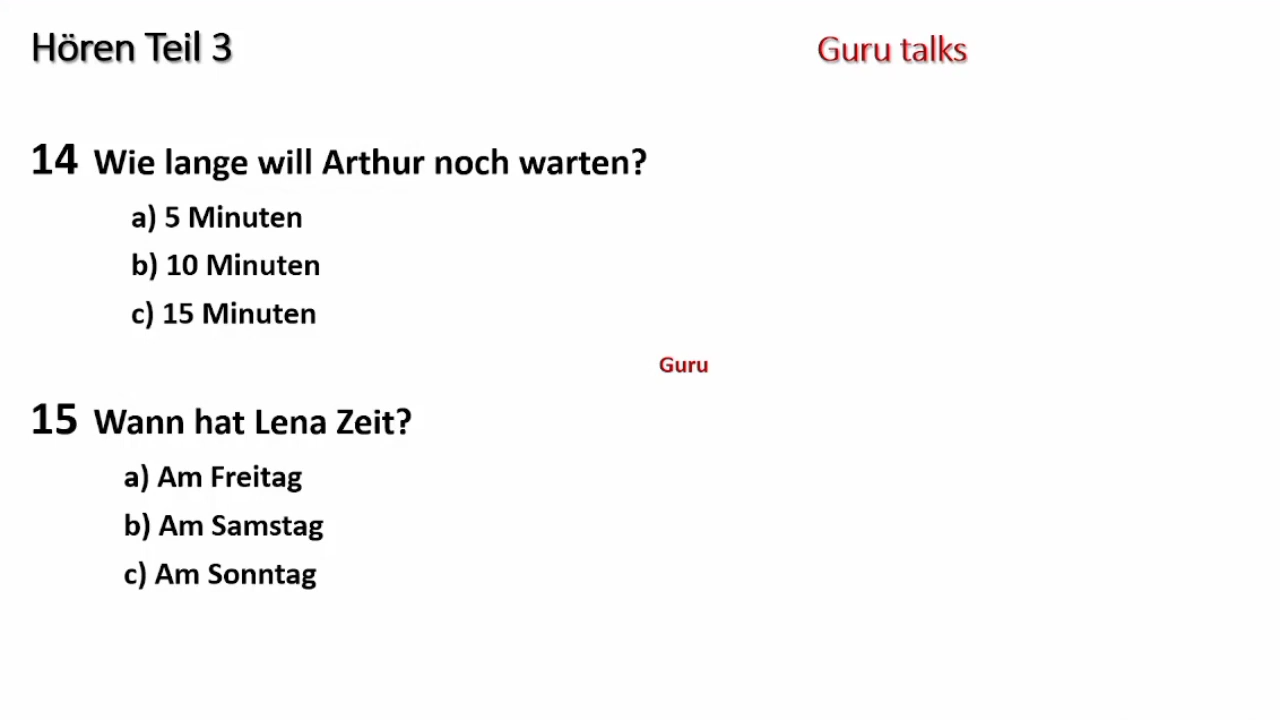 Hören Teil 3
Guru talks
14 Wie lange will Arthur noch warten?
a) 5 Minuten
b) 10 Minuten
c) 15 Minuten
Guru
15 Wann hat Lena Zeit?
a) Am Freitag
b) Am Samstag
c) Am Sonntag